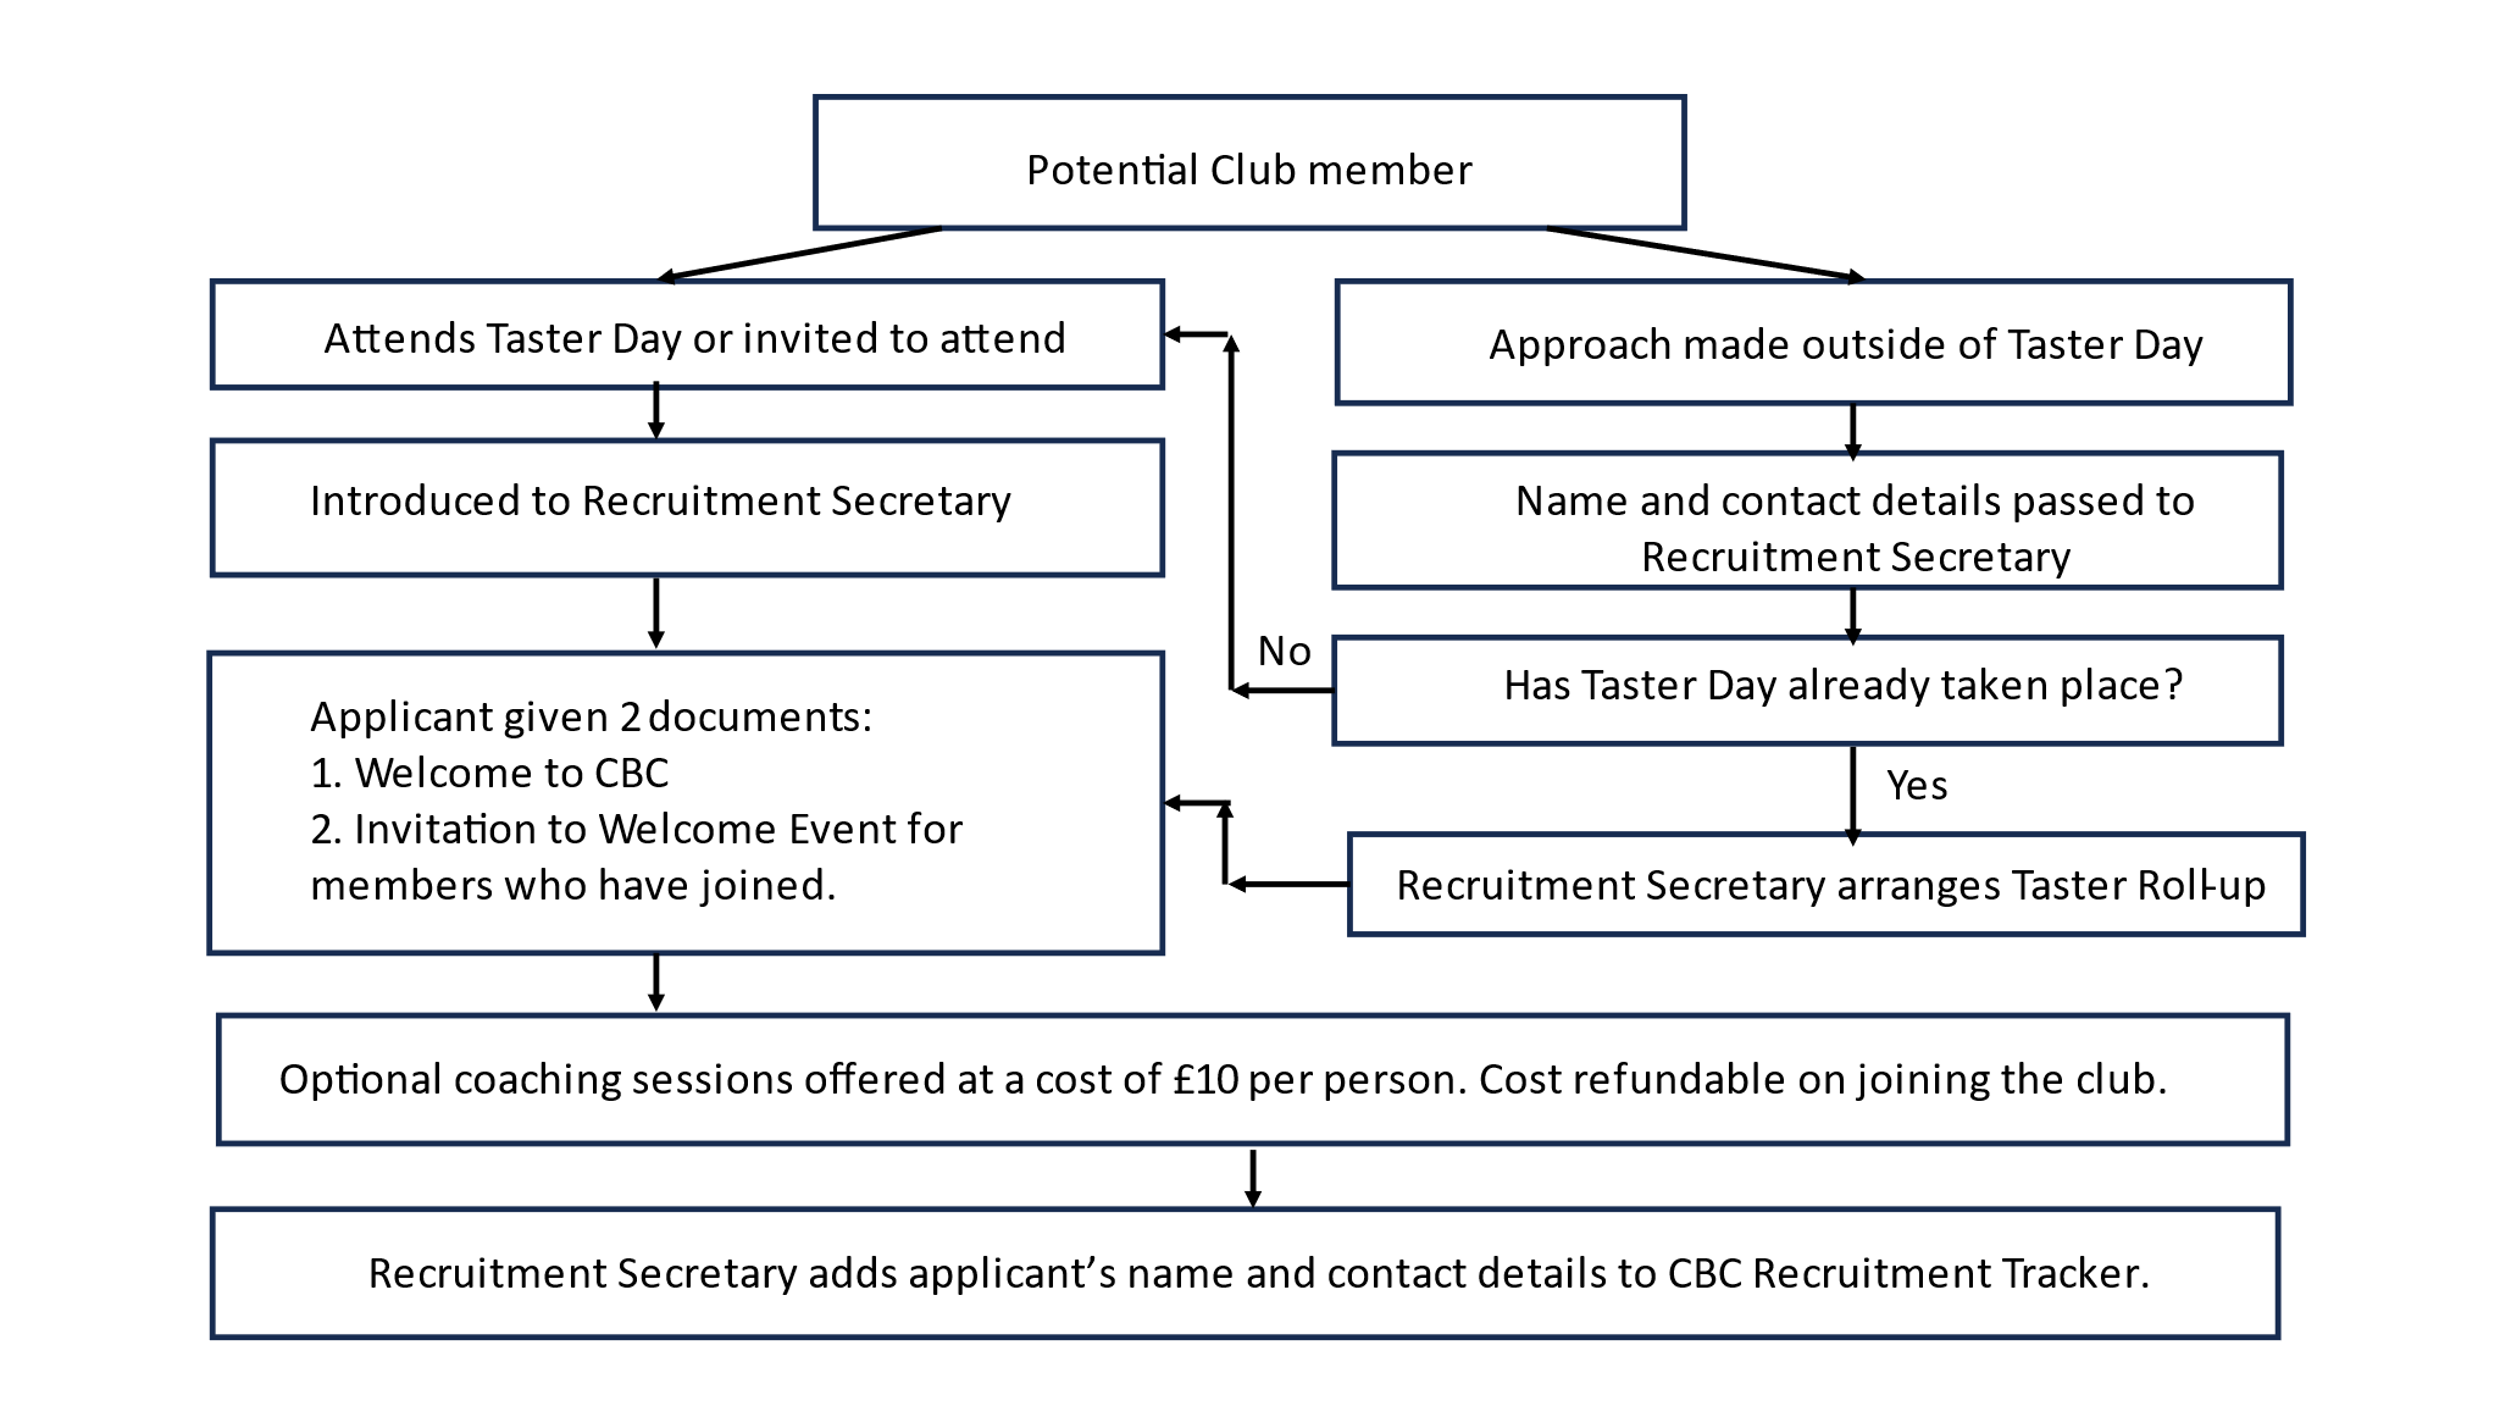 Potential Club member
Attends Taster Day or invited to attend
Approach made outside of Taster Day
Introduced to Recruitment Secretary
Name and contact details passed to
Recruitment Secretary
No
Has Taster Day already taken place?
Applicant given 2 documents:
1. Welcome to CBC
2. Invitation to Welcome Event for
members who have joined.
Yes
Recruitment Secretary arranges Taster Roll-up
Optional coaching sessions offered at a cost of £10 per person. Cost refundable on joining the club.
Recruitment Secretary adds applicant’s name and contact details to CBC Recruitment Tracker.